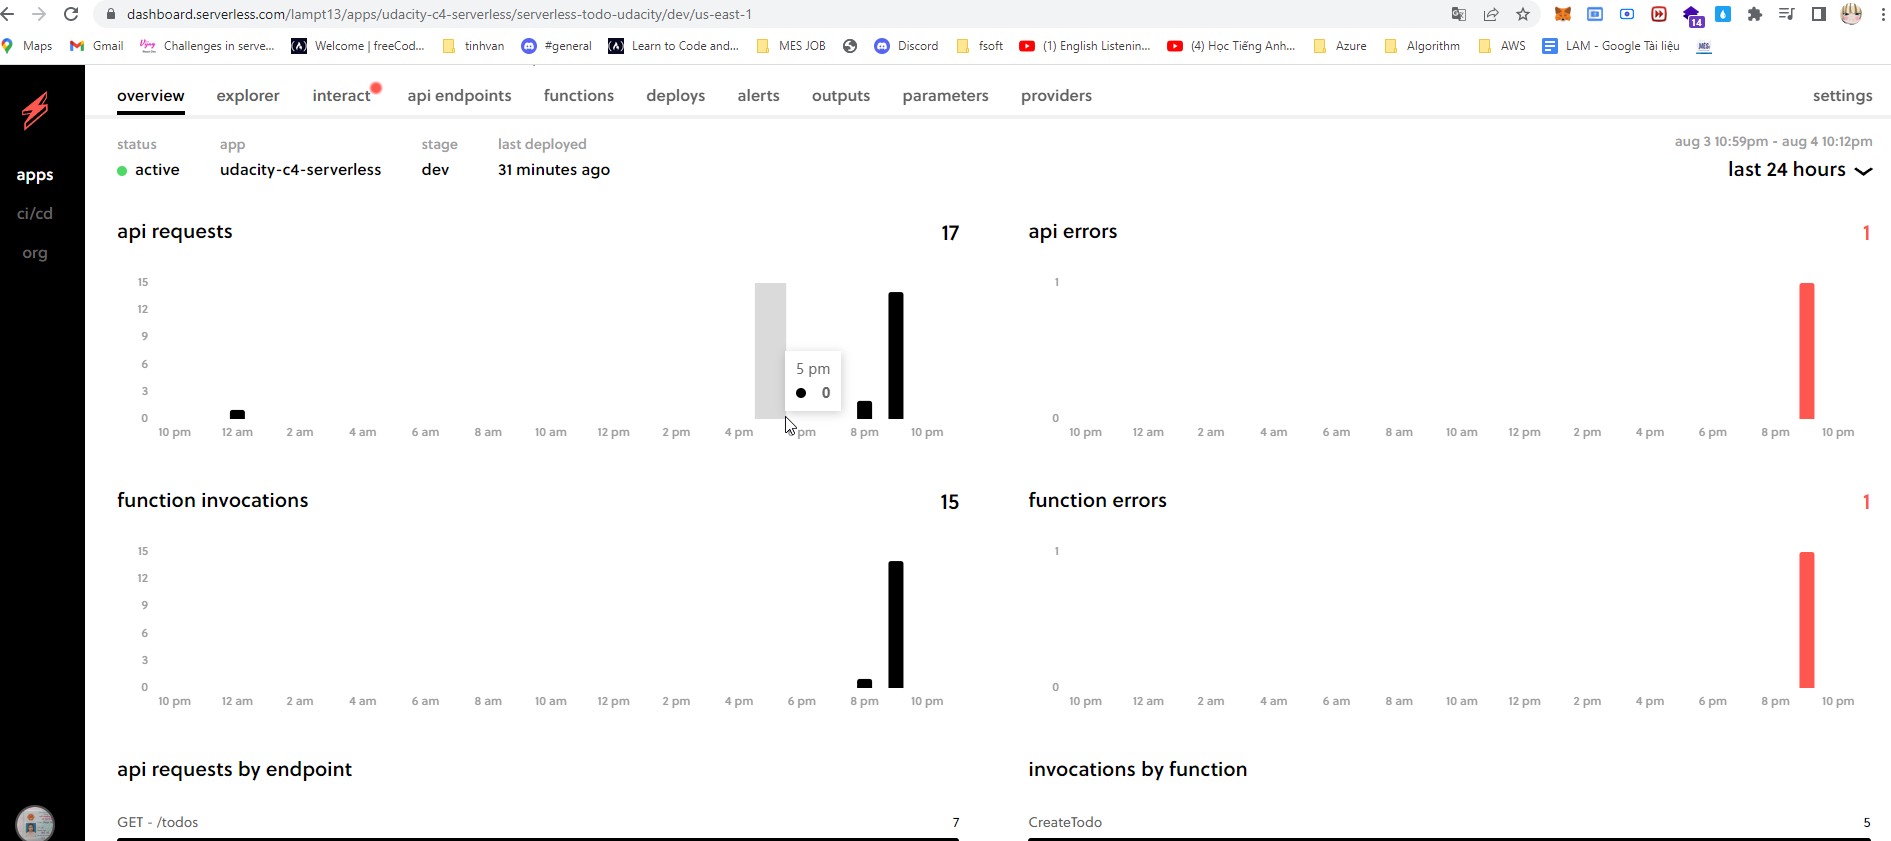 dashboard.serverless.com/lampt13/apps/udacity-c4-serverless/serverless-todo-udacity/dev/us-east-1
14
Maps Gmail Challenges in serve... Welcome | freeCod... tinhvan #general Learn to Code and... MES JOB Discord fsoft (1) English Listenin... (4) Học Tiếng Anh... Azure Algorithm AWS LAM - Google Tài liệu
overview explorer interact api endpoints functions deploys alerts outputs parameters providers settings
status app stage last deployed aug 3 10:59pm - aug 4 10:12pm
active udacity-c4-serverless dev 31 minutes ago last 24 hours
apps
ci/cd
org
api requests 17
15
12
9
6
3
0
10 pm 12 am 2 am 4 am 6 am 8 am 10 am 12 pm 2 pm 4 pm pm 8 pm 10 pm
5 pm
0
api errors 1
1
0
10 pm 12 am 2 am 4 am 6 am 8 am 10 am 12 pm 2 pm 4 pm 6 pm 8 pm 10 pm
function invocations 15
15
12
9
6
3
0
10 pm 12 am 2 am 4 am 6 am 8 am 10 am 12 pm 2 pm 4 pm 6 pm 8 pm 10 pm
function errors 1
1
0
10 pm 12 am 2 am 4 am 6 am 8 am 10 am 12 pm 2 pm 4 pm 6 pm 8 pm 10 pm
api requests by endpoint
GET - /todos 7
invocations by function
CreateTodo 5